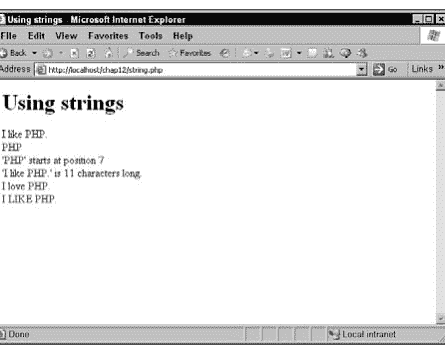 Using strings - Microsoft Internet Explorer
File Edit View Favorites Tools Help
Back Search Favorites
Address http://localhost/chap12/string.php Go Links »
Using strings
I like PHP.
PHP
'PHP' starts at position 7
'I like PHP.' is 11 characters long.
I love PHP.
I LIKE PHP.
Done Local intranet